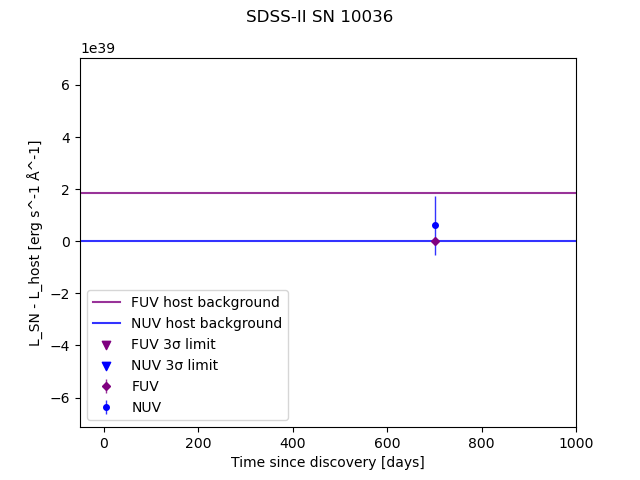 SDSS-II SN 10036
1e39
6
4
2
0
−2
−4
−6
L_SN - L_host [erg s^-1 Å^-1]
FUV host background
NUV host background
FUV 3σ limit
NUV 3σ limit
FUV
NUV
0 200 400 600 800 1000
Time since discovery [days]